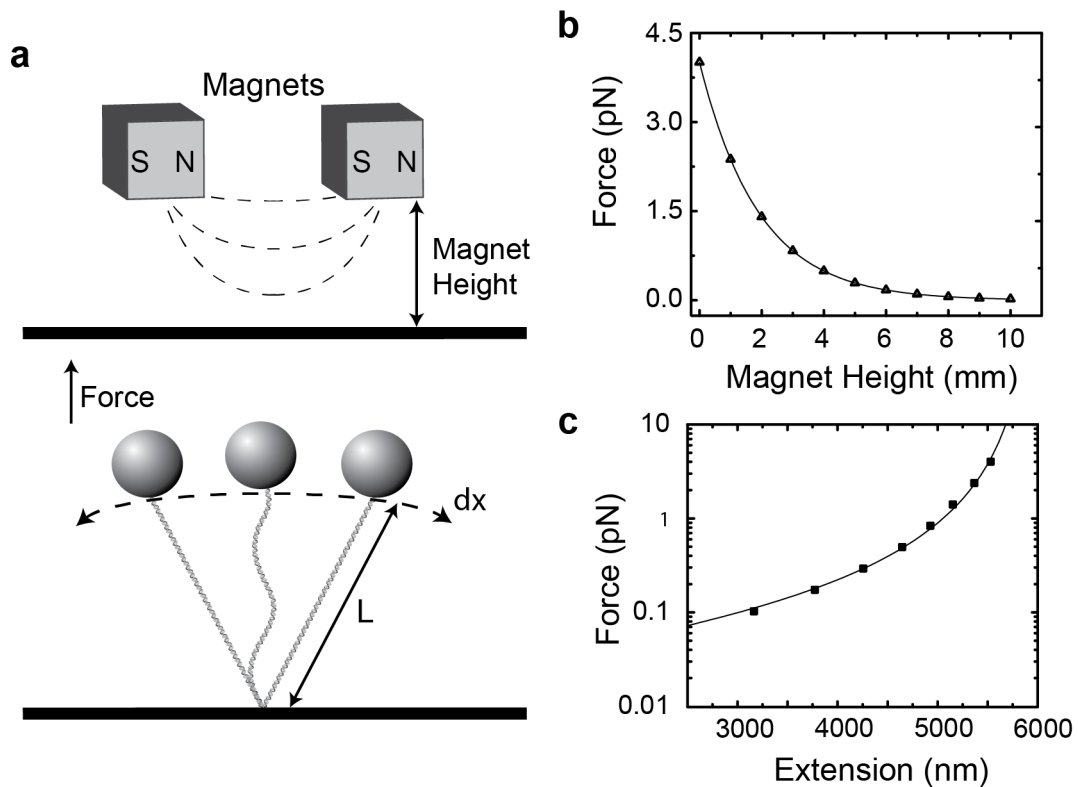 a
Magnets
S N
S N
Magnet
Height
Force
dx
L
b
4.5
3.0
1.5
0.0
Force (pN)
0 2 4 6 8 10
Magnet Height (mm)
c
10
1
0.1
0.01
Force (pN)
3000 4000 5000 6000
Extension (nm)